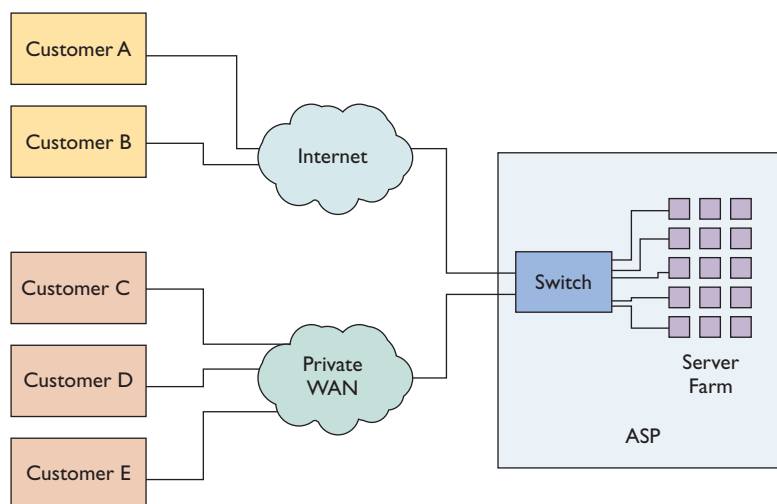 Customer A
Customer B
Internet
Customer C
Customer D
Customer E
Private
WAN
Switch
Server
Farm
ASP